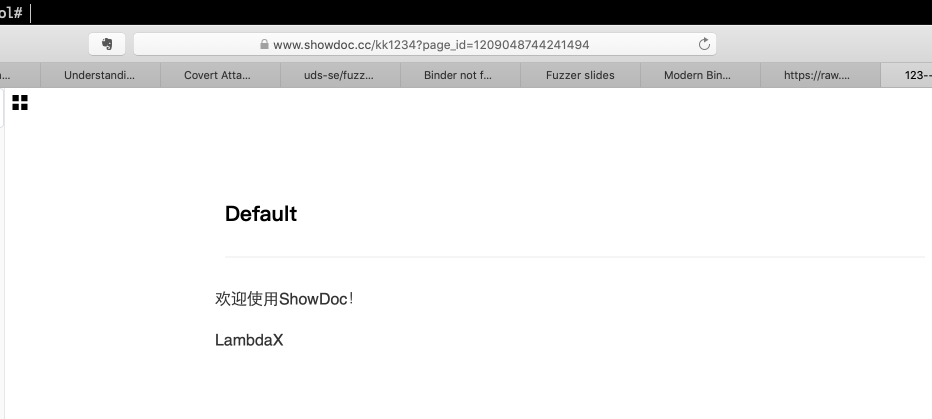 ol#
www.showdoc.cc/kk1234?page_id=1209048744241494
... Understandi... Covert Atta... uds-se/fuzz... Binder not f... Fuzzer slides Modern Bin... https://raw.... 123--
Default
欢迎使用ShowDoc！
LambdaX